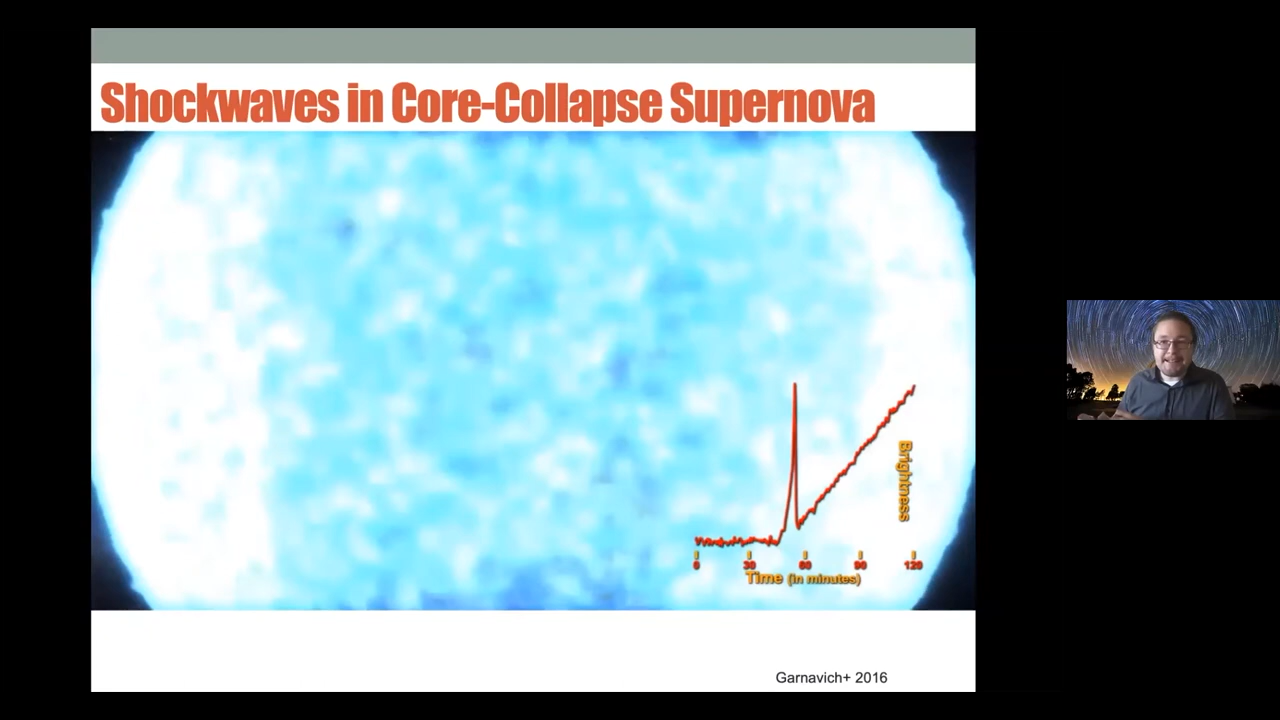 Shockwaves in Core-Collapse Supernova
Brightness
0 30 60 90 120
Time (in minutes)
Garnavich+ 2016